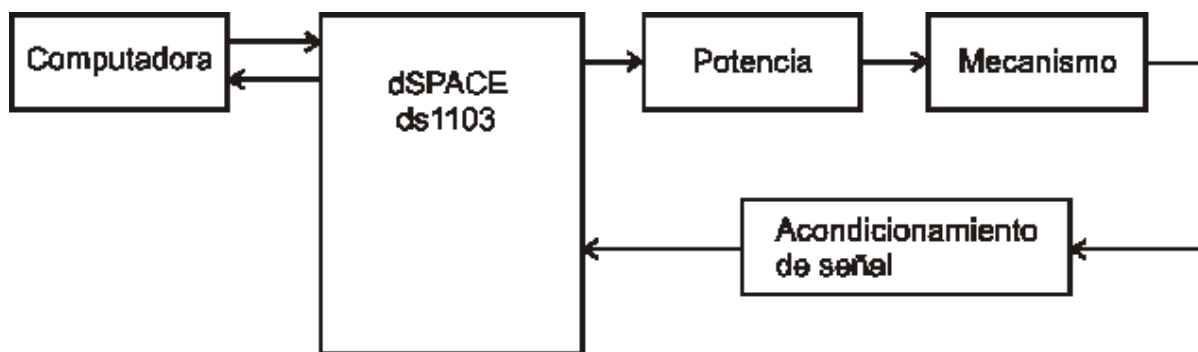 Computadora
dSPACE
ds1103
Potencia
Mecanismo
Acondicionamiento
de señal